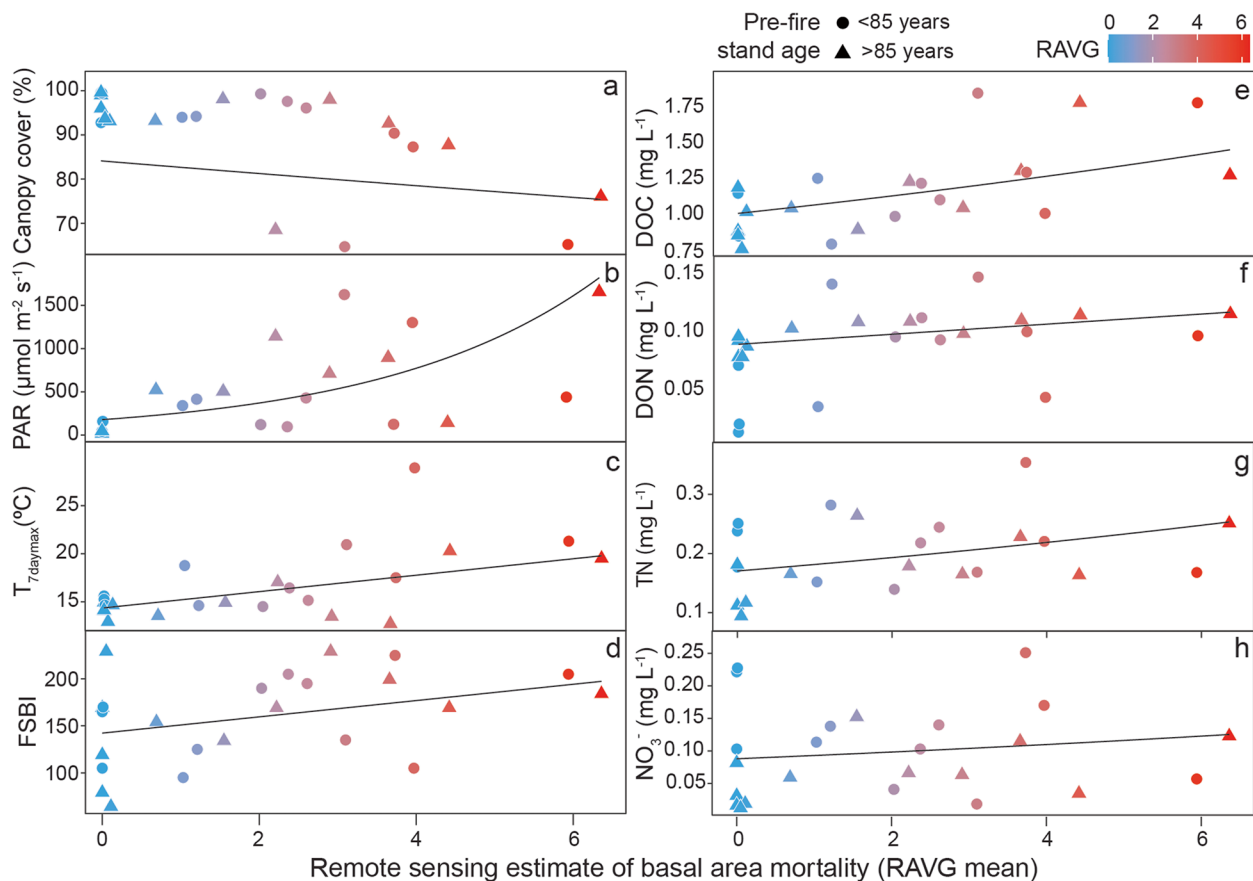 Pre-fire stand age
● <85 years
▲ >85 years
RAVG
0 2 4 6
a
Canopy cover (%)
100
90
80
70
b
PAR (µmol m⁻² s⁻¹)
1500
1000
500
0
c
T7daymax(ºC)
25
20
15
d
FSBI
200
150
100
0 2 4 6
e
DOC (mg L⁻¹)
1.75
1.50
1.25
1.00
0.75
f
DON (mg L⁻¹)
0.15
0.10
0.05
g
TN (mg L⁻¹)
0.3
0.2
0.1
h
NO₃⁻ (mg L⁻¹)
0.25
0.20
0.15
0.10
0.05
0 2 4 6
Remote sensing estimate of basal area mortality (RAVG mean)